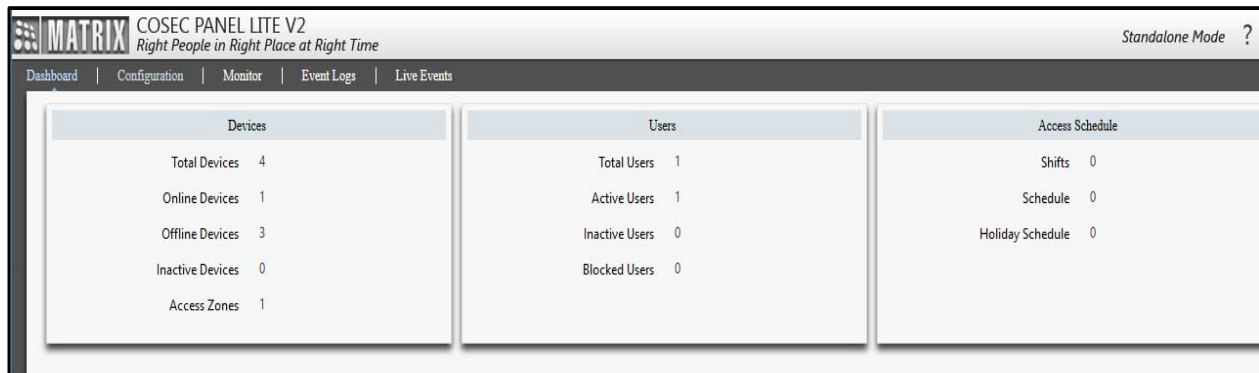 MATRIX
COSEC PANEL LITE V2
Right People in Right Place at Right Time
Standalone Mode ?
Dashboard | Configuration | Monitor | Event Logs | Live Events
Devices
Total Devices 4
Online Devices 1
Offline Devices 3
Inactive Devices 0
Access Zones 1
Users
Total Users 1
Active Users 1
Inactive Users 0
Blocked Users 0
Access Schedule
Shifts 0
Schedule 0
Holiday Schedule 0